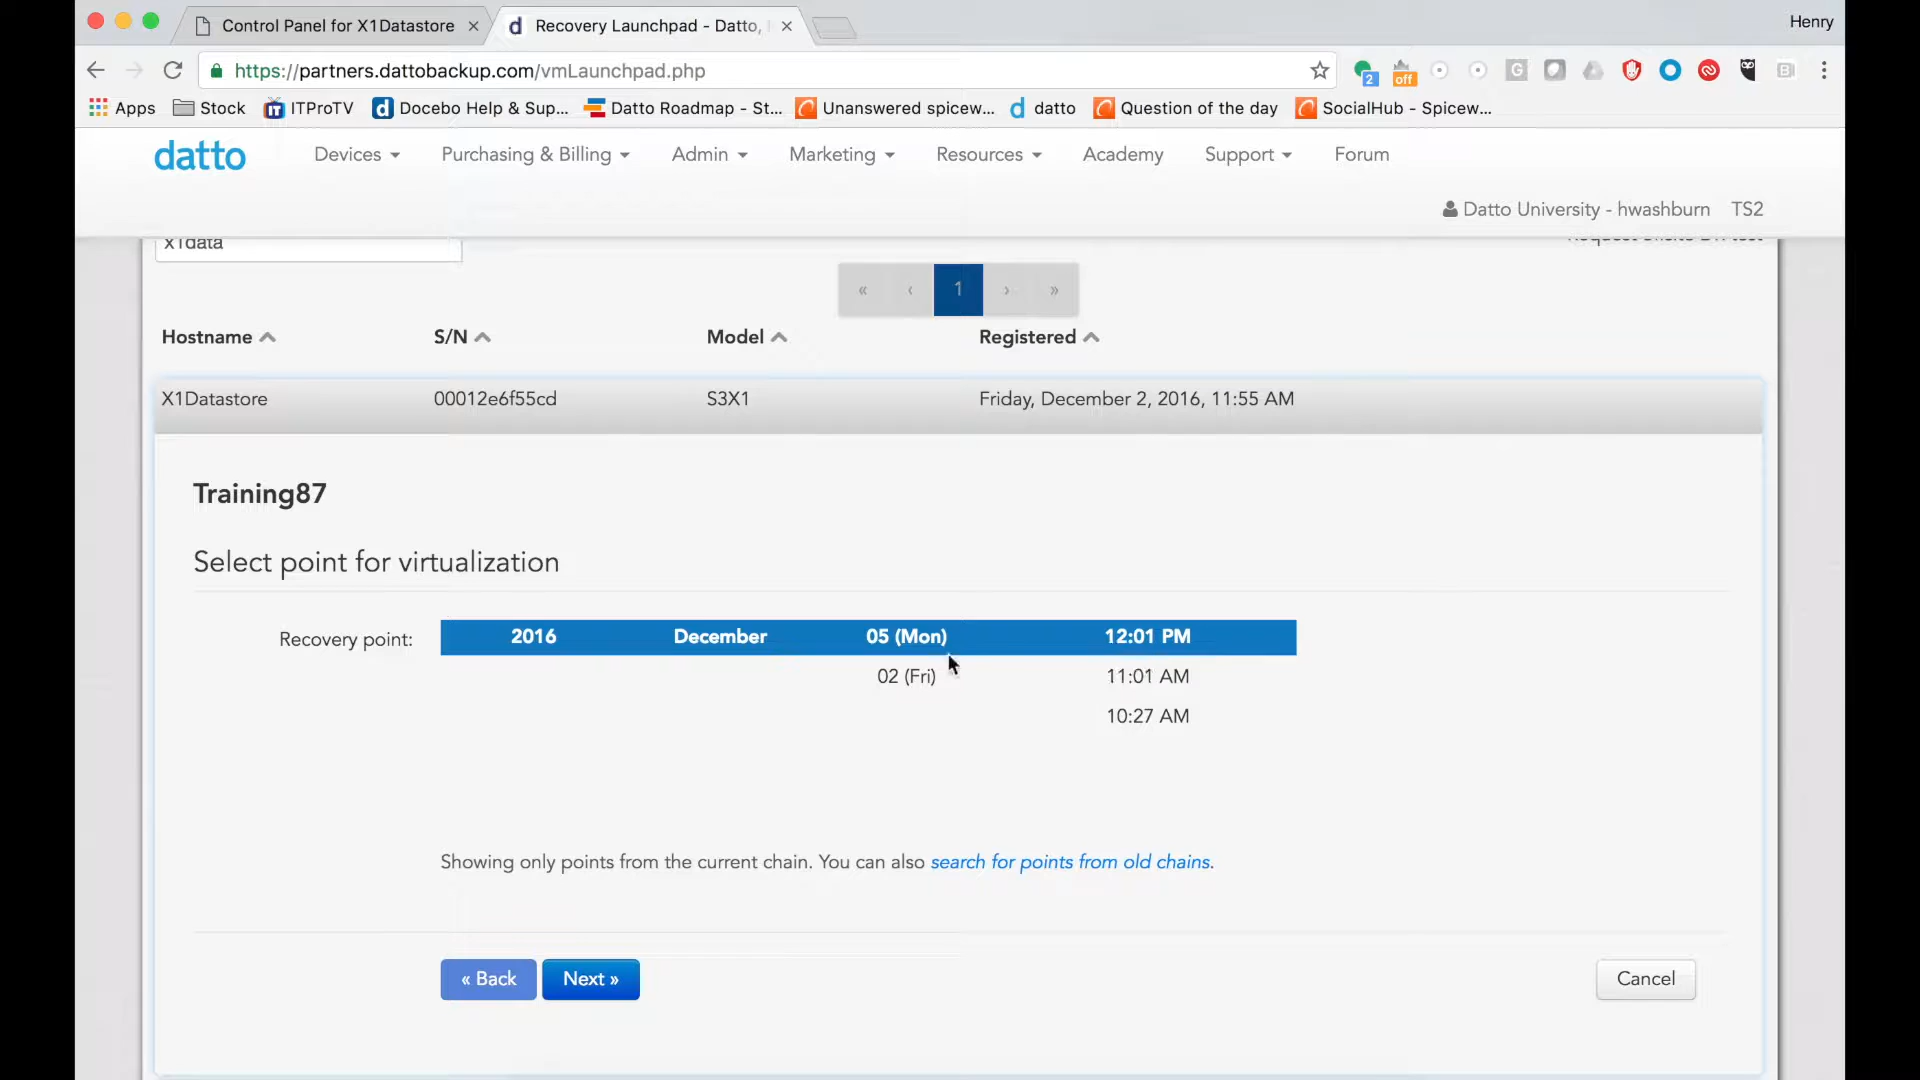 Control Panel for X1Datastore
Recovery Launchpad - Datto,
Henry
https://partners.dattobackup.com/vmLaunchpad.php
2
off
G
B
Apps
Stock
ITProTV
Docebo Help & Sup...
Datto Roadmap - St...
Unanswered spicew...
datto
Question of the day
SocialHub - Spicew...
datto
Devices
Purchasing & Billing
Admin
Marketing
Resources
Academy
Support
Forum
Datto University - hwashburn
TS2
x1data
« ‹ 1 › »
Hostname
S/N
Model
Registered
X1Datastore
00012e6f55cd
S3X1
Friday, December 2, 2016, 11:55 AM
Training87
Select point for virtualization
Recovery point:
2016
December
05 (Mon)
12:01 PM
02 (Fri)
11:01 AM
10:27 AM
Showing only points from the current chain. You can also search for points from old chains.
« Back
Next »
Cancel